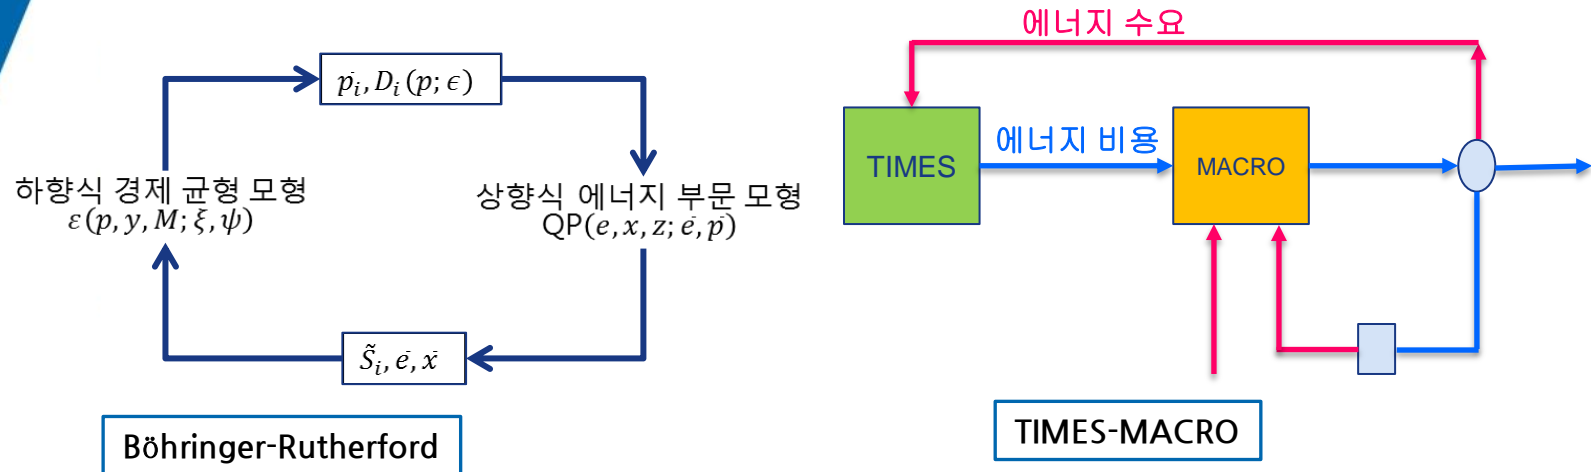 p̄ᵢ, Dᵢ(p; ϵ)
하향식 경제 균형 모형
ε(p, y, M; ξ, ψ)
상향식 에너지 부문 모형
QP(e, x, z; ē, p̄)
S̃ᵢ, ē, x̄
Böhringer-Rutherford
에너지 수요
TIMES
에너지 비용
MACRO
TIMES-MACRO